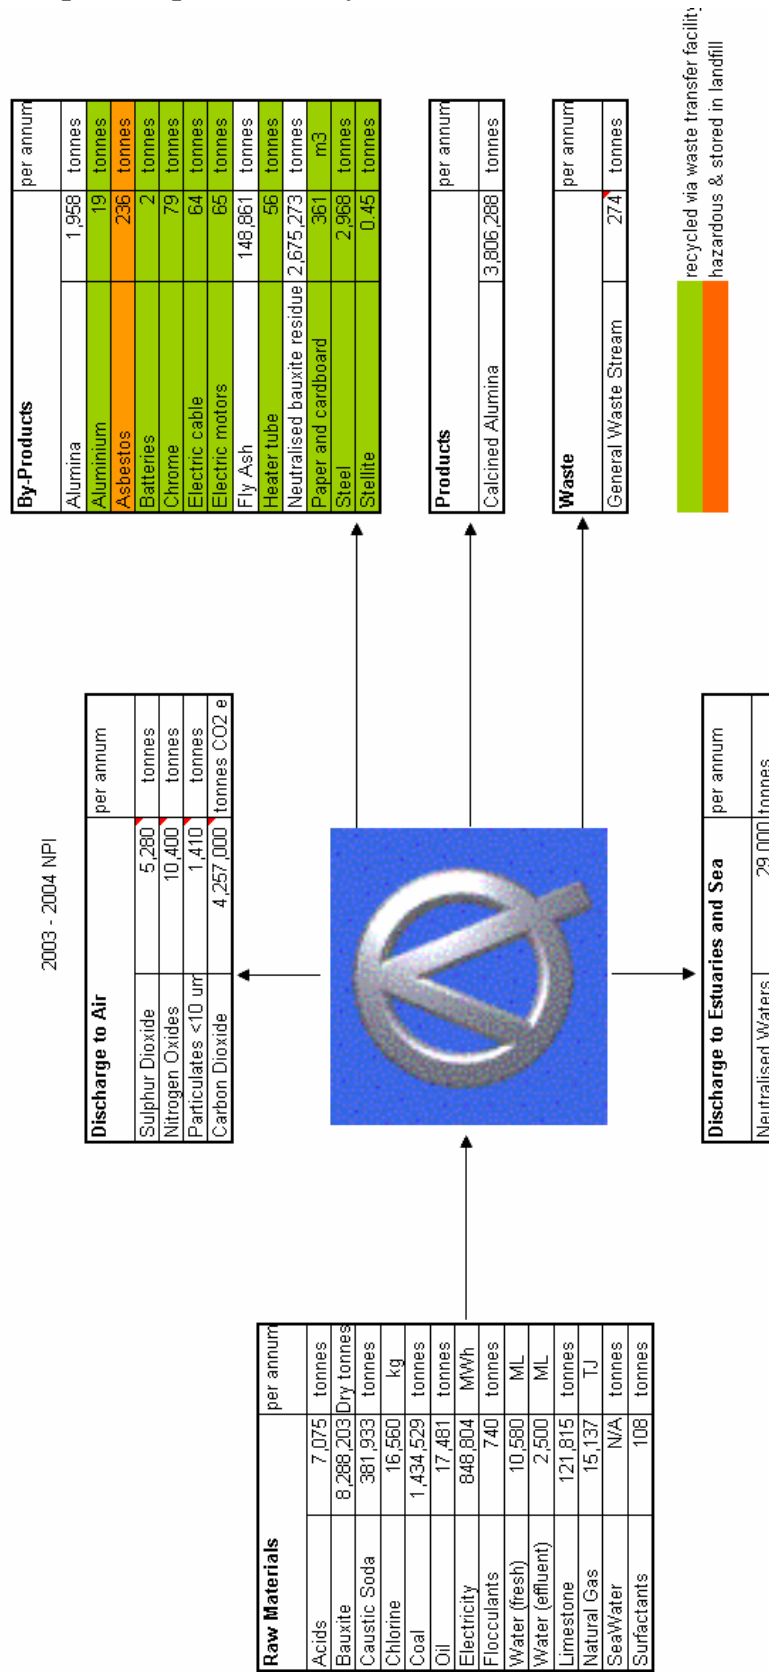 2003 - 2004 NPI
Raw Materials per annum
Acids 7,075 tonnes
Bauxite 8,288,203 Dry tonnes
Caustic Soda 381,933 tonnes
Chlorine 16,560 kg
Coal 1,434,529 tonnes
Oil 17,481 tonnes
Electricity 848,804 MWh
Flocculants 740 tonnes
Water (fresh) 10,580 ML
Water (effluent) 2,500 ML
Limestone 121,815 tonnes
Natural Gas 15,137 TJ
SeaWater N/A tonnes
Surfactants 108 tonnes
Discharge to Air per annum
Sulphur Dioxide 5,280 tonnes
Nitrogen Oxides 10,400 tonnes
Particulates <10 um 1,410 tonnes
Carbon Dioxide 4,257,000 tonnes CO2 e
Discharge to Estuaries and Sea per annum
Neutralised Waters 29,000 tonnes
By-Products per annum
Alumina 1,958 tonnes
Aluminium 19 tonnes
Asbestos 236 tonnes
Batteries 2 tonnes
Chrome 79 tonnes
Electric cable 64 tonnes
Electric motors 65 tonnes
Fly Ash 148,861 tonnes
Heater tube 56 tonnes
Neutralised bauxite residue 2,675,273 tonnes
Paper and cardboard 361 m3
Steel 2,968 tonnes
Stellite 0.45 tonnes
Products per annum
Calcined Alumina 3,806,288 tonnes
Waste per annum
General Waste Stream 274 tonnes
recycled via waste transfer facility
hazardous & stored in landfill